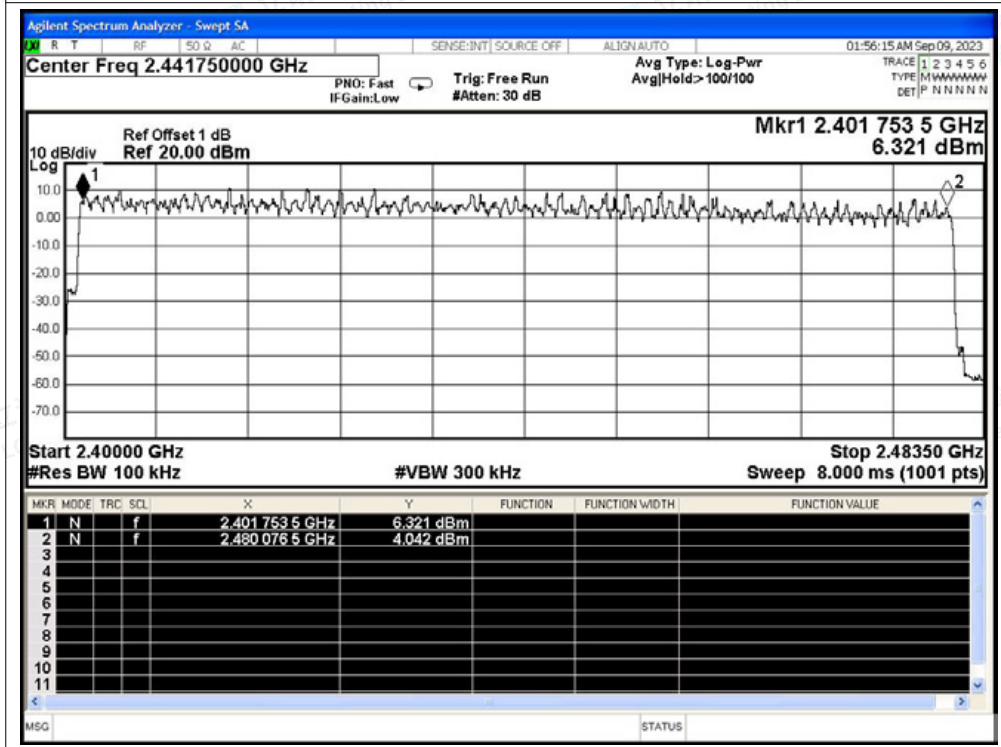 Agilent Spectrum Analyzer - Swept SA
R T RF 50 Ω AC SENSE:INT SOURCE OFF ALIGN AUTO 01:56:15 AM Sep 09, 2023
Center Freq 2.441750000 GHz
PNO: Fast
IFGain:Low
Trig: Free Run
#Atten: 30 dB
Avg Type: Log-Pwr
Avg|Hold:>100/100
TRACE 1 2 3 4 5 6
TYPE M WWWWW
DET P N N N N N
Ref Offset 1 dB
10 dB/div Ref 20.00 dBm
Log
Mkr1 2.401 753 5 GHz
6.321 dBm
1
2
10.0
0.00
-10.0
-20.0
-30.0
-40.0
-50.0
-60.0
-70.0
Start 2.40000 GHz Stop 2.48350 GHz
#Res BW 100 kHz #VBW 300 kHz Sweep 8.000 ms (1001 pts)
MKR MODE TRC SCL X Y FUNCTION FUNCTION WIDTH FUNCTION VALUE
1 N f 2.401 753 5 GHz 6.321 dBm
2 N f 2.480 076 5 GHz 4.042 dBm
3
4
5
6
7
8
9
10
11
MSG STATUS